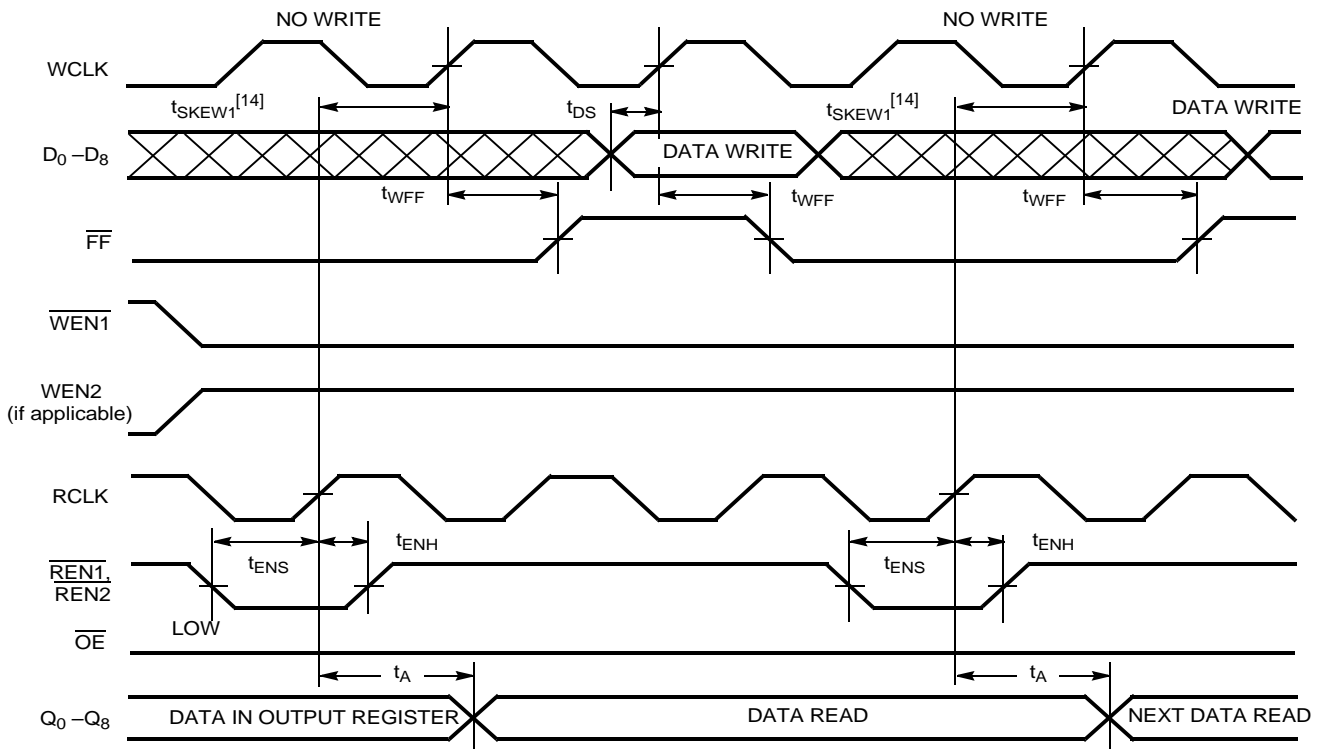 NO WRITE
NO WRITE
WCLK
tSKEW1[14]
tDS
tSKEW1[14]
DATA WRITE
D0 –D8
DATA WRITE
tWFF
tWFF
tWFF
FF
WEN1
WEN2
(if applicable)
RCLK
tENH
tENH
tENS
tENS
REN1,
REN2
LOW
OE
tA
tA
Q0 –Q8
DATA IN OUTPUT REGISTER
DATA READ
NEXT DATA READ